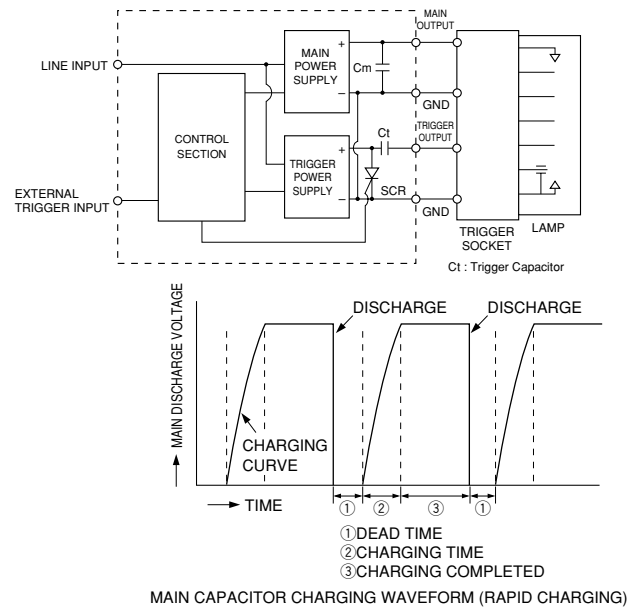 MAIN
OUTPUT
LINE INPUT
MAIN
POWER
SUPPLY
+
Cm
–
GND
CONTROL
SECTION
TRIGGER
OUTPUT
Ct
+
TRIGGER
POWER
SUPPLY
SCR
–
GND
EXTERNAL
TRIGGER INPUT
TRIGGER
SOCKET
LAMP
Ct : Trigger Capacitor
MAIN DISCHARGE VOLTAGE
DISCHARGE
DISCHARGE
CHARGING
CURVE
TIME
① ② ③ ①
①DEAD TIME
②CHARGING TIME
③CHARGING COMPLETED
MAIN CAPACITOR CHARGING WAVEFORM (RAPID CHARGING)